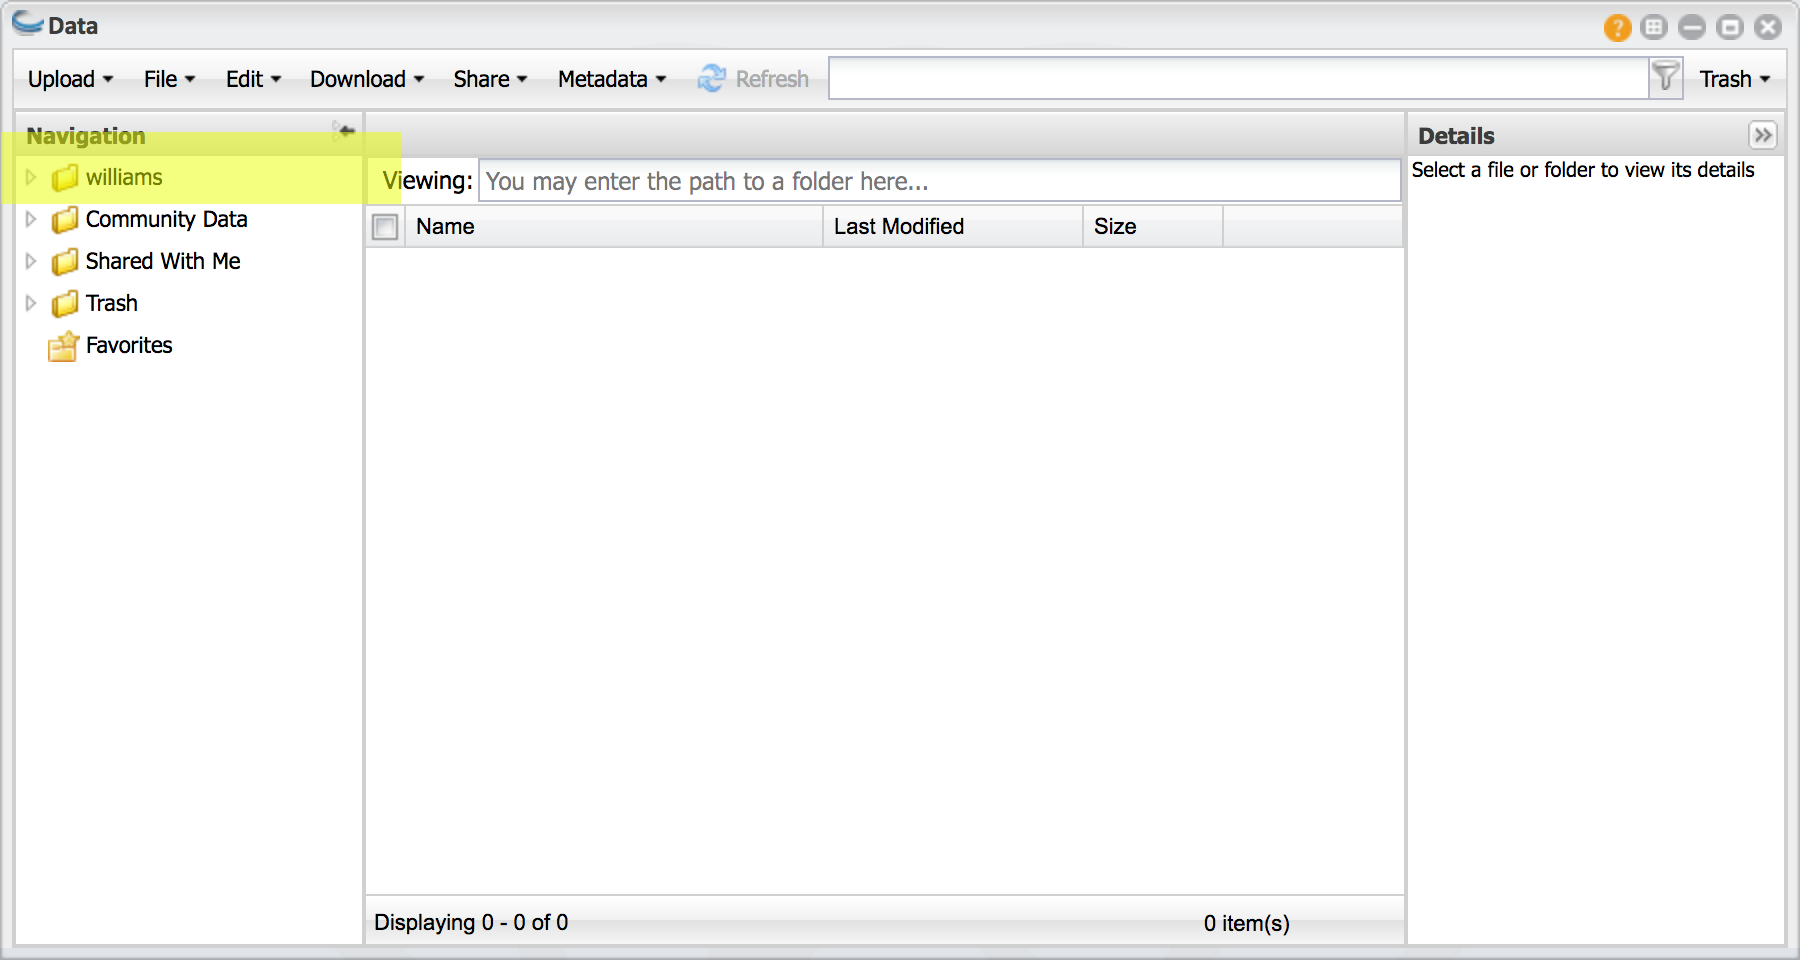 Data
Upload File Edit Download Share Metadata Refresh Trash
Navigation
williams
Community Data
Shared With Me
Trash
Favorites
Viewing: You may enter the path to a folder here...
Name Last Modified Size
Displaying 0 - 0 of 0 0 item(s)
Details
Select a file or folder to view its details